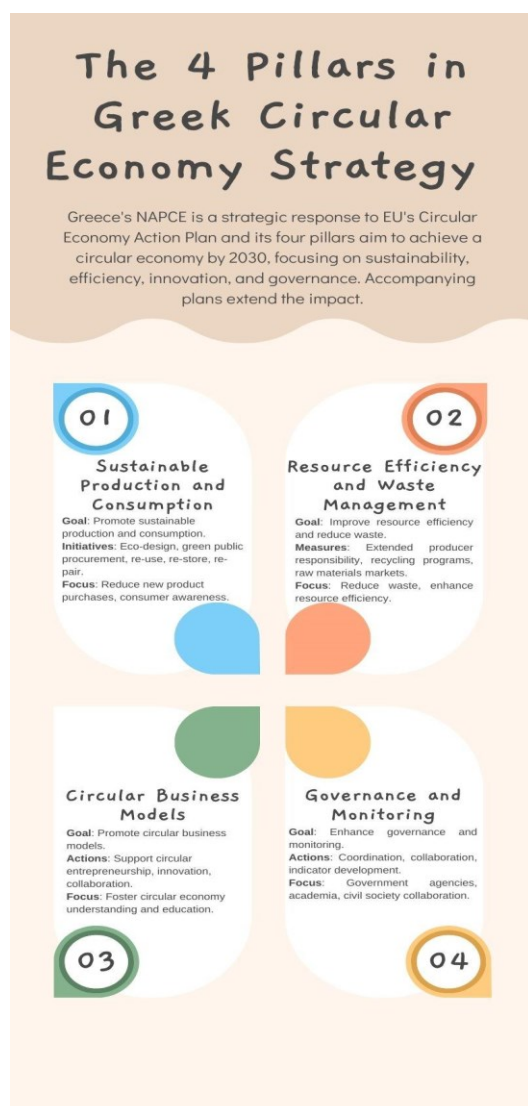 The 4 Pillars in
Greek Circular
Economy Strategy
Greece's NAPCE is a strategic response to EU's Circular
Economy Action Plan and its four pillars aim to achieve a
circular economy by 2030, focusing on sustainability,
efficiency, innovation, and governance. Accompanying
plans extend the impact.
01
Sustainable
Production and
Consumption
Goal: Promote sustainable
production and consumption.
Initiatives: Eco-design, green public
procurement, re-use, re-store, re-
pair.
Focus: Reduce new product
purchases, consumer awareness.
02
Resource Efficiency
and Waste
Management
Goal: Improve resource efficiency
and reduce waste.
Measures: Extended producer
responsibility, recycling programs,
raw materials markets.
Focus: Reduce waste, enhance
resource efficiency.
Circular Business
Models
Goal: Promote circular business
models.
Actions: Support circular
entrepreneurship, innovation,
collaboration.
Focus: Foster circular economy
understanding and education.
03
Governance and
Monitoring
Goal: Enhance governance and
monitoring.
Actions: Coordination, collaboration,
indicator development.
Focus: Government agencies,
academia, civil society collaboration.
04